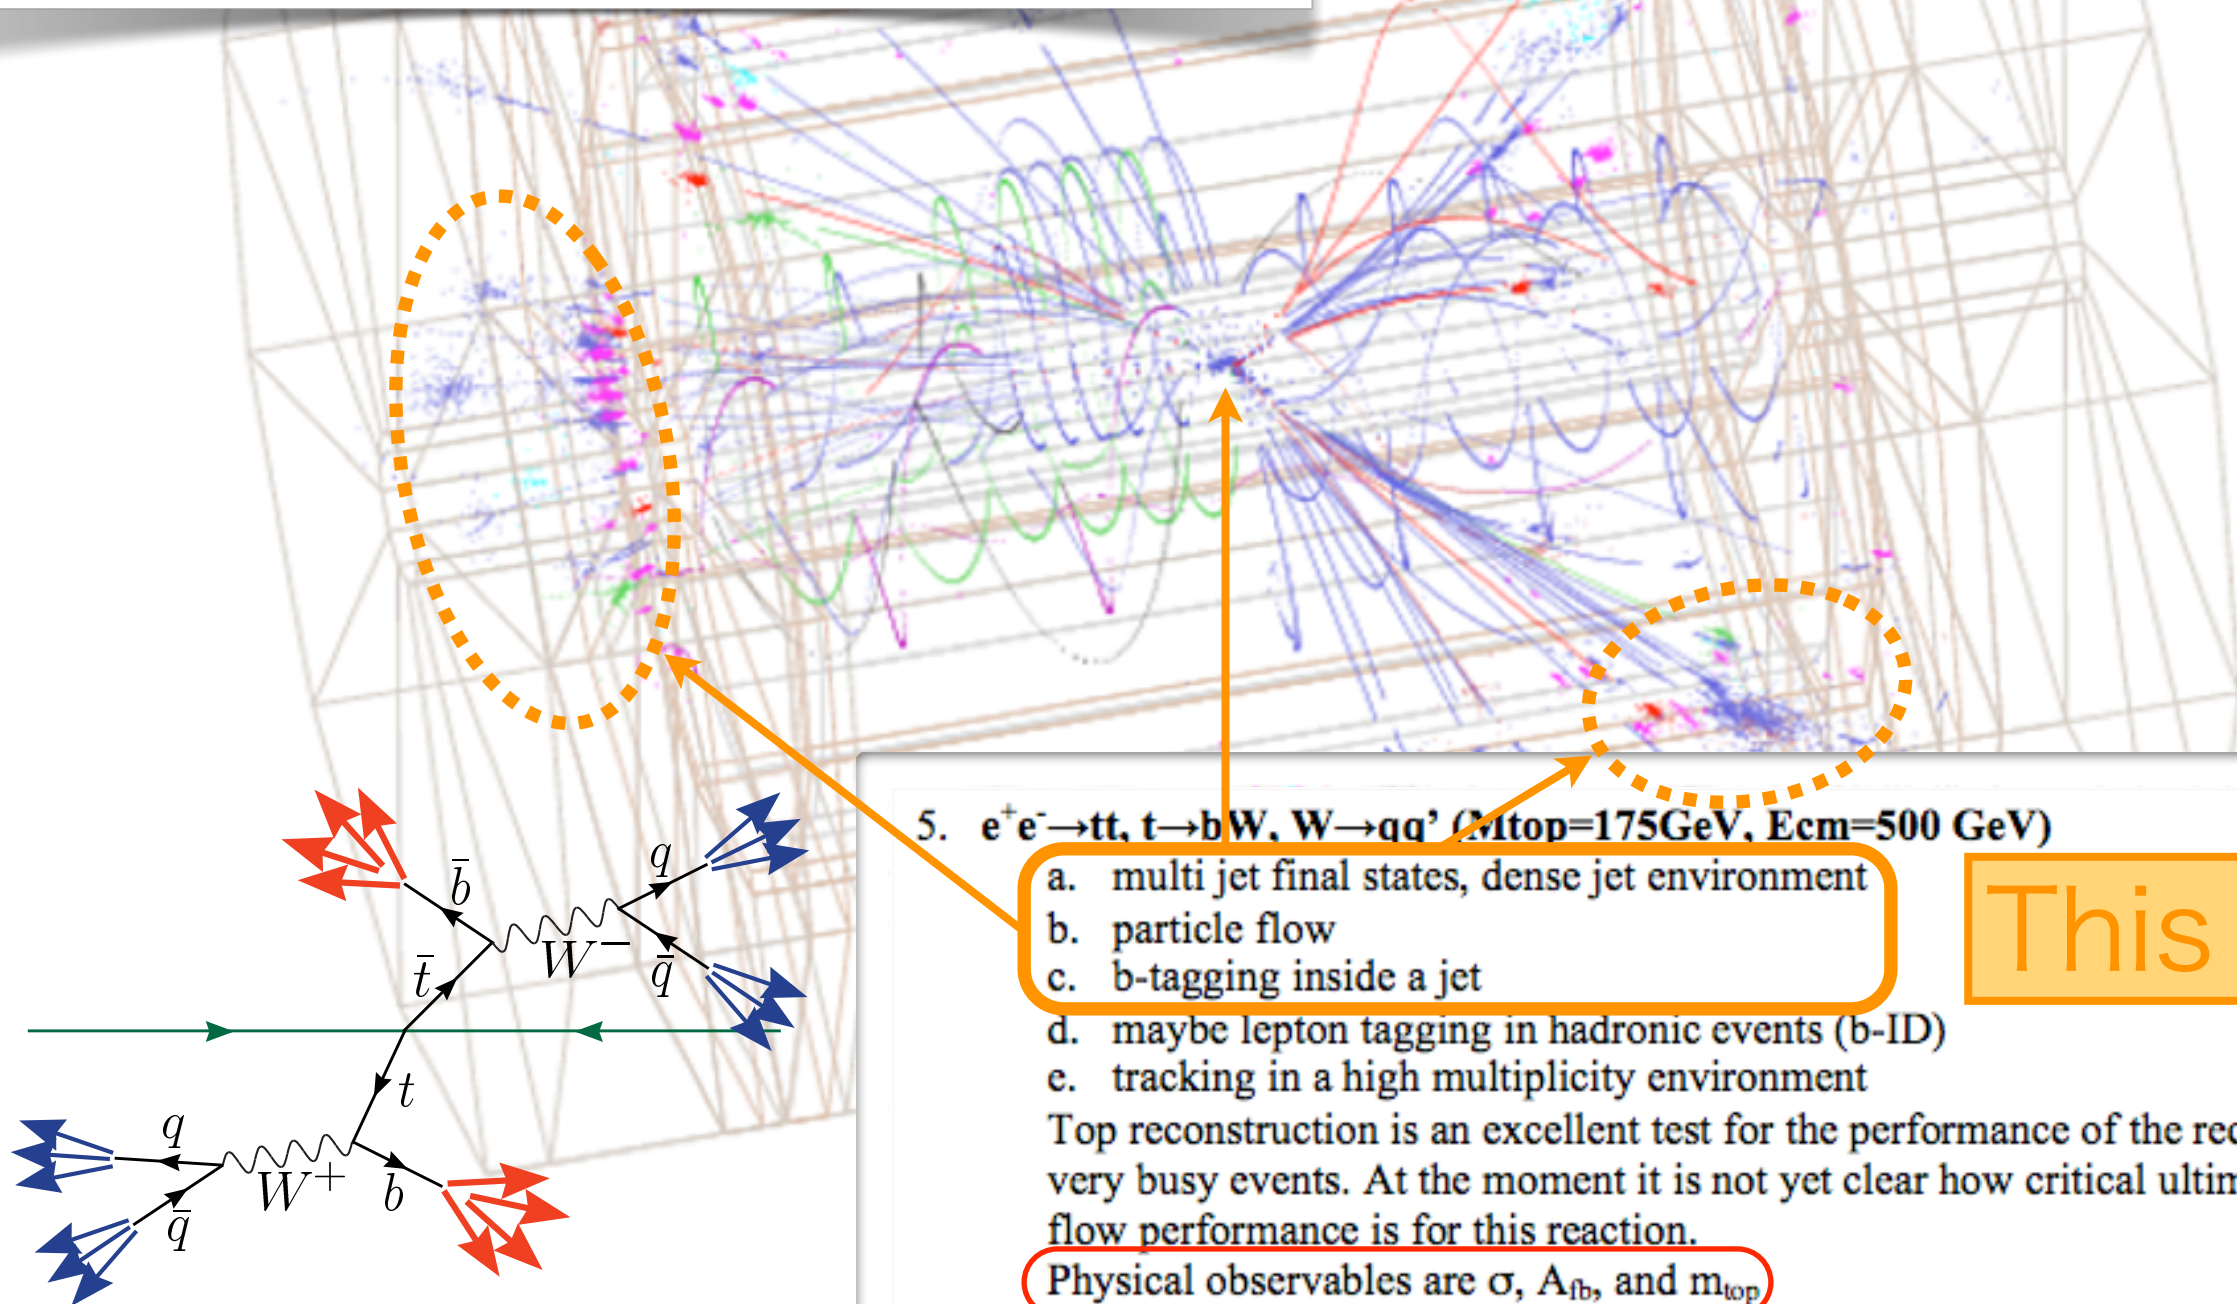 5. e⁺e⁻→tt, t→bW, W→qq’ (Mtop=175GeV, Ecm=500 GeV)
a. multi jet final states, dense jet environment
b. particle flow
c. b-tagging inside a jet
This
d. maybe lepton tagging in hadronic events (b-ID)
e. tracking in a high multiplicity environment
Top reconstruction is an excellent test for the performance of the rec
very busy events. At the moment it is not yet clear how critical ultim
flow performance is for this reaction.
Physical observables are σ, A_fb, and m_top
b̄
q
W⁻
q̄
t̄
t
q
W⁺
b
q̄